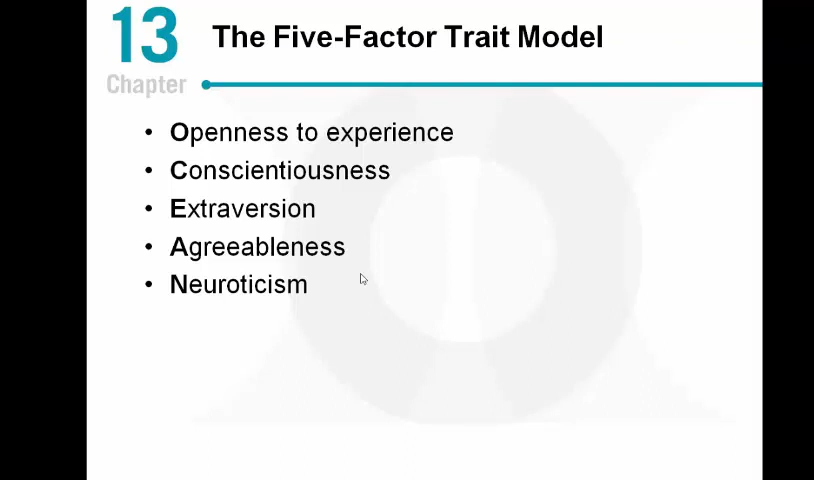 13
Chapter
The Five-Factor Trait Model
• Openness to experience
• Conscientiousness
• Extraversion
• Agreeableness
• Neuroticism